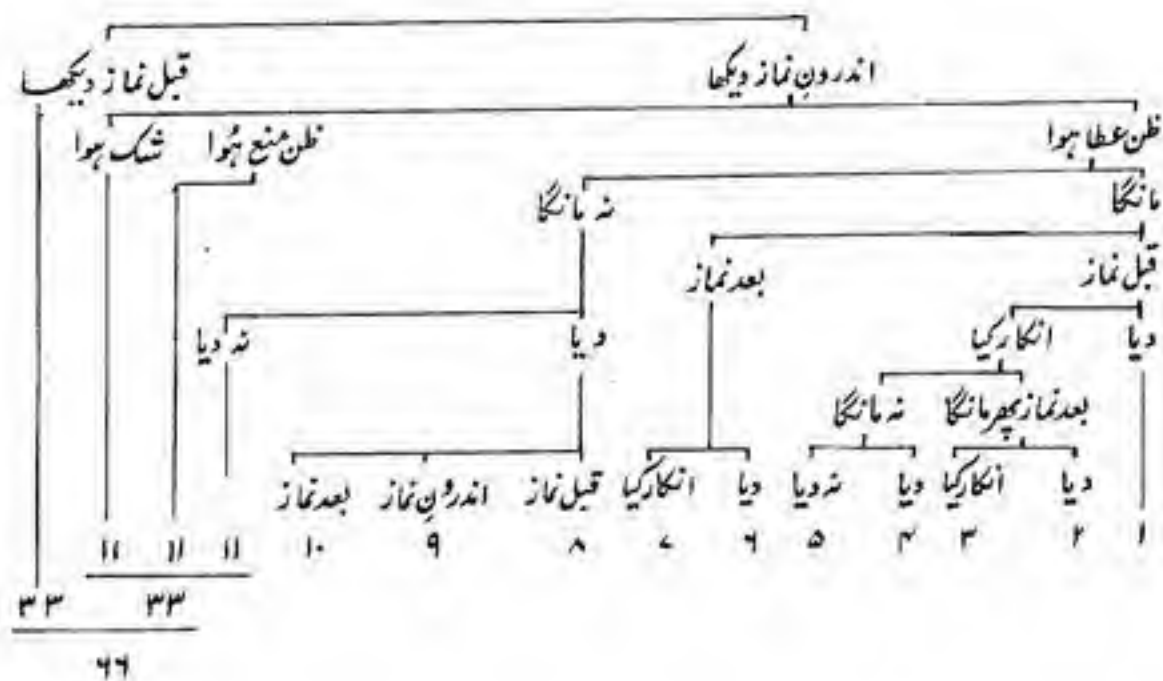 اندرونِ نماز دیکھا قبل نماز دیکھا
ظن عطا ہوا ظن منع ہُوا شک ہوا
مانگا نہ مانگا
قبل نماز بعد نماز
دیا انکار کیا دیا نہ دیا
بعد نماز پھر مانگا نہ مانگا
دیا انکار کیا دیا نہ دیا دیا انکار کیا قبل نماز اندرونِ نماز بعد نماز
۱ ۲ ۳ ۴ ۵ ۶ ۷ ۸ ۹ ۱۰ ۱۱ ۱۱ ۱۱
۳۳ ۳۳
۶۶